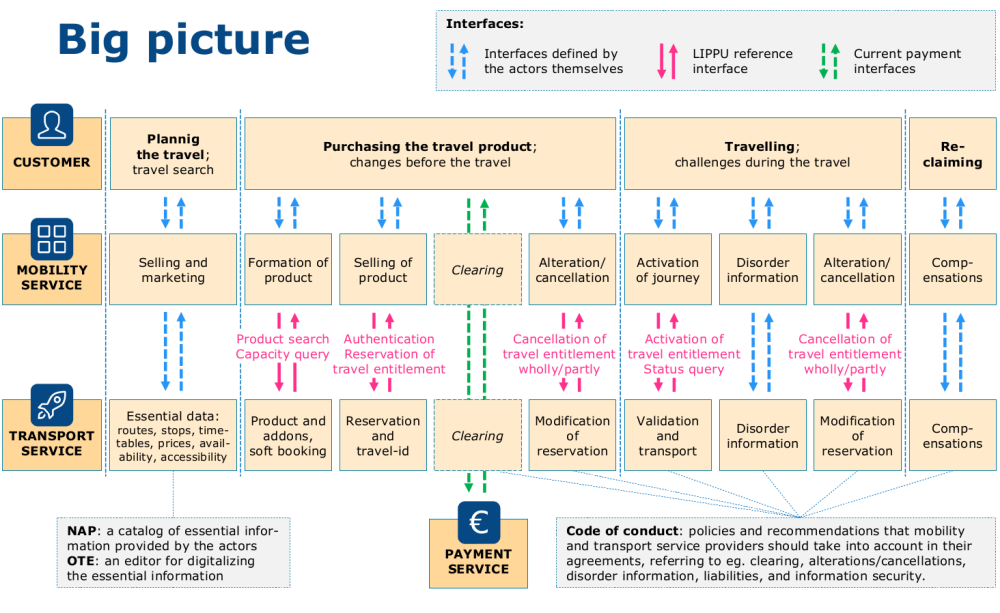 Big picture
Interfaces:
Interfaces defined by
the actors themselves
LIPPU reference
interface
Current payment
interfaces
CUSTOMER
Plannig
the travel;
travel search
Purchasing the travel product;
changes before the travel
Travelling;
challenges during the travel
Re-
claiming
MOBILITY
SERVICE
Selling and
marketing
Formation of
product
Selling of
product
Clearing
Alteration/
cancellation
Activation
of journey
Disorder
information
Alteration/
cancellation
Comp-
ensations
Product search
Capacity query
Authentication
Reservation of
travel entitlement
Cancellation of
travel entitlement
wholly/partly
Activation of
travel entitlement
Status query
Cancellation of
travel entitlement
wholly/partly
TRANSPORT
SERVICE
Essential data:
routes, stops, time-
tables, prices, avail-
ability, accessibility
Product and
addons,
soft booking
Reservation
and
travel-id
Clearing
Modification
of
reservation
Validation
and
transport
Disorder
information
Modification
of
reservation
Comp-
ensations
NAP: a catalog of essential infor-
mation provided by the actors
OTE: an editor for digitalizing
the essential information
€
PAYMENT
SERVICE
Code of conduct: policies and recommendations that mobility
and transport service providers should take into account in their
agreements, referring to eg. clearing, alterations/cancellations,
disorder information, liabilities, and information security.